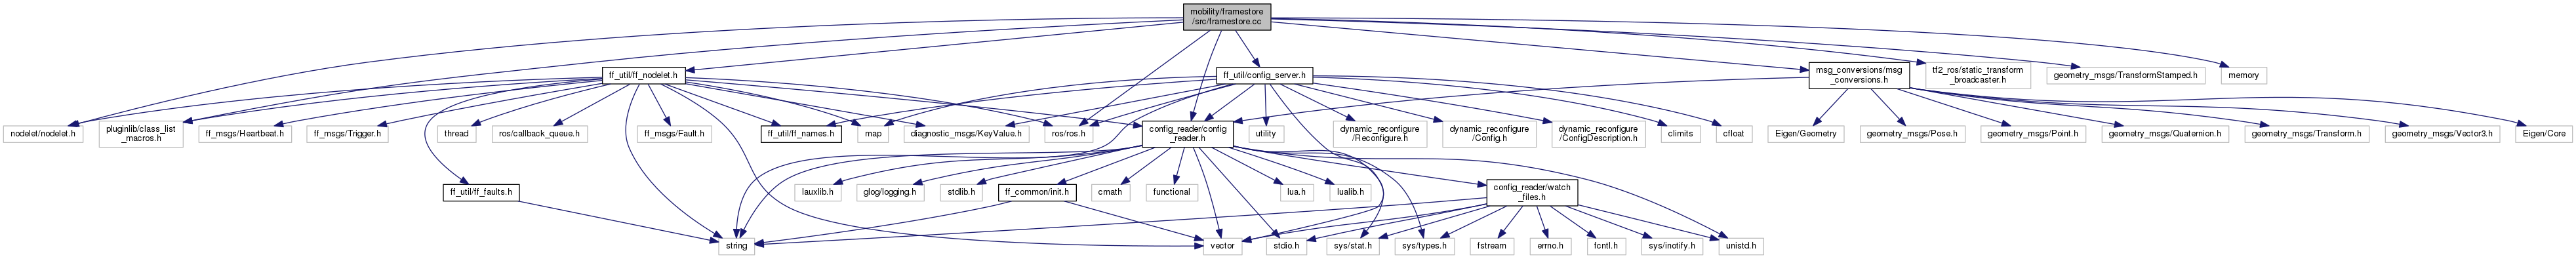 mobility/framestore
/src/framestore.cc
ff_util/ff_nodelet.h
ff_util/config_server.h
msg_conversions/msg
_conversions.h
tf2_ros/static_transform
_broadcaster.h
geometry_msgs/TransformStamped.h
memory
nodelet/nodelet.h
pluginlib/class_list
_macros.h
ff_msgs/Heartbeat.h
ff_msgs/Trigger.h
thread
ros/callback_queue.h
ff_msgs/Fault.h
ff_util/ff_names.h
map
diagnostic_msgs/KeyValue.h
ros/ros.h
config_reader/config
_reader.h
utility
dynamic_reconfigure
/Reconfigure.h
dynamic_reconfigure
/Config.h
dynamic_reconfigure
/ConfigDescription.h
climits
cfloat
Eigen/Geometry
geometry_msgs/Pose.h
geometry_msgs/Point.h
geometry_msgs/Quaternion.h
geometry_msgs/Transform.h
geometry_msgs/Vector3.h
Eigen/Core
ff_util/ff_faults.h
lauxlib.h
glog/logging.h
stdlib.h
ff_common/init.h
cmath
functional
lua.h
lualib.h
config_reader/watch
_files.h
string
vector
stdio.h
sys/stat.h
sys/types.h
fstream
errno.h
fcntl.h
sys/inotify.h
unistd.h